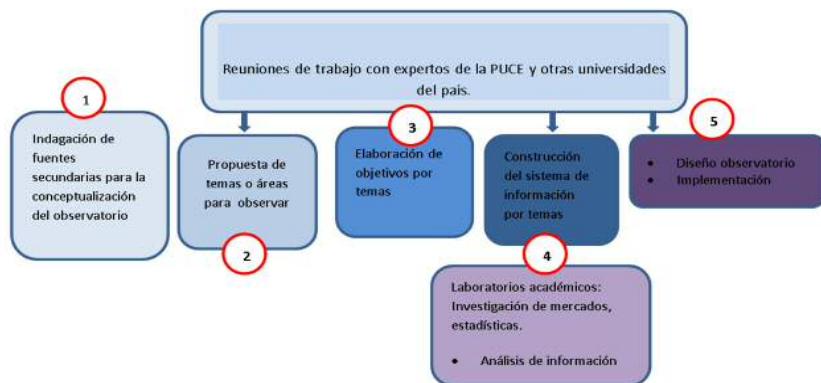 Reuniones de trabajo con expertos de la PUCE y otras universidades
del pais.
1
Indagación de
fuentes
secundarias para la
conceptualización
del observatorio
Propuesta de
temas o áreas
para observar
2
3
Elaboración de
objetivos por
temas
Construcción
del sistema de
información
por temas
4
Laboratorios académicos:
Investigación de mercados,
estadísticas.
• Análisis de información
5
• Diseño observatorio
• Implementación